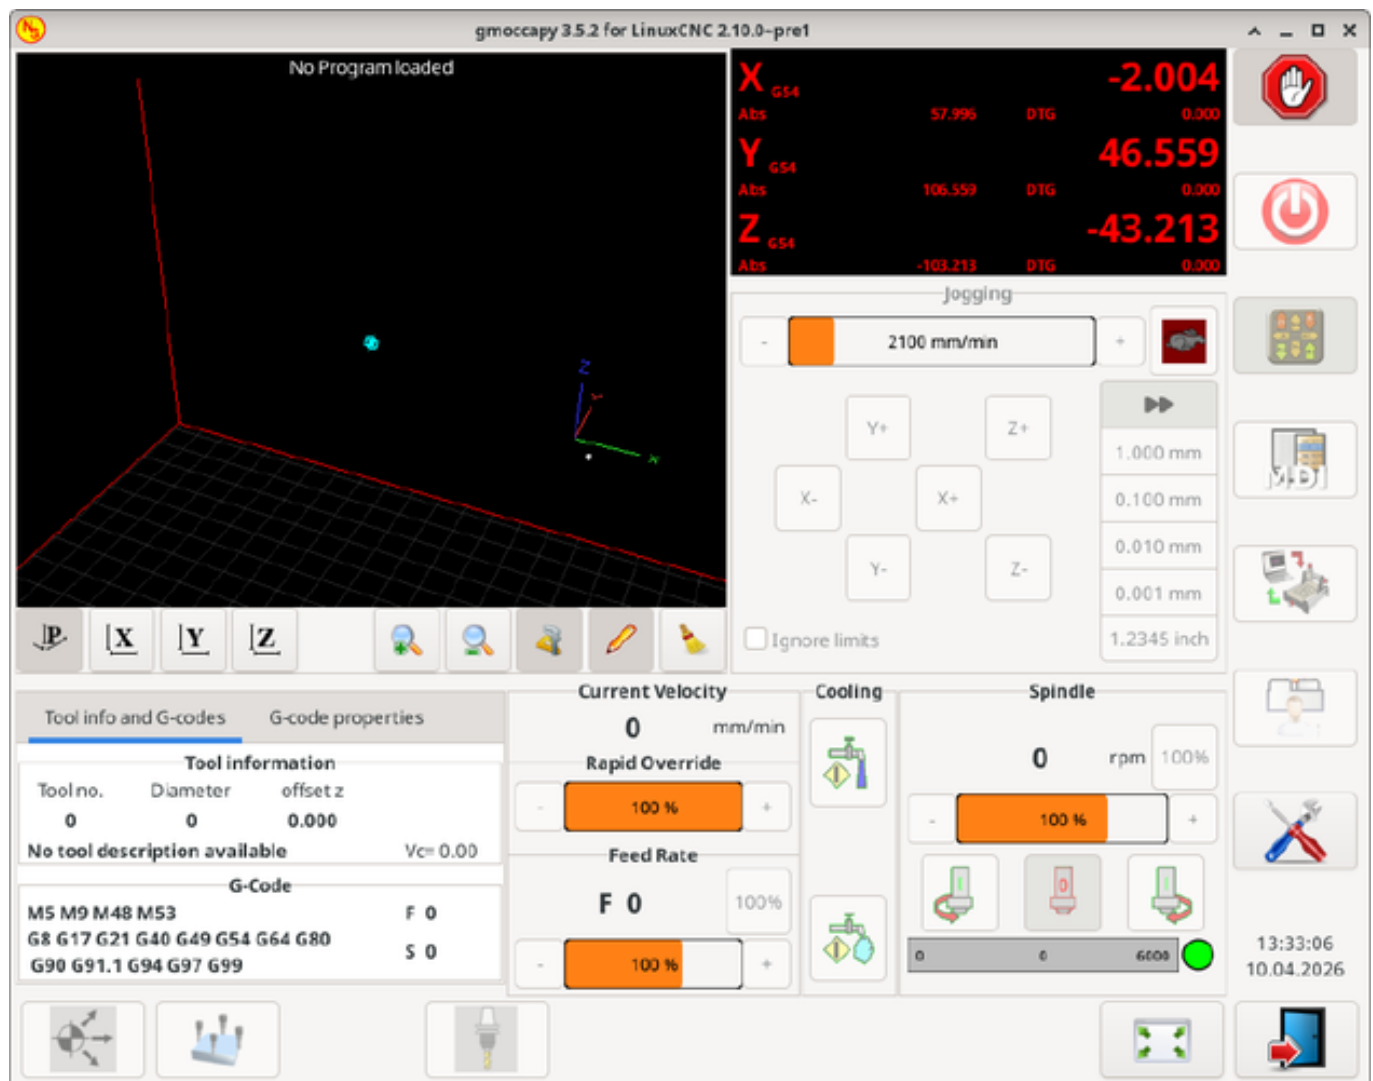 gmoccapy 3.5.2 for LinuxCNC 2.10.0~pre1
No Program loaded
X G54 -2.004
Abs 57.996 DTG 0.000
Y G54 46.559
Abs 106.559 DTG 0.000
Z G54 -43.213
Abs -103.213 DTG 0.000
Jogging
- 2100 mm/min +
Y+ Z+
X- X+
Y- Z-
1.000 mm
0.100 mm
0.010 mm
0.001 mm
1.2345 inch
Ignore limits
MDI
Z
Y
X
P X Y Z
Tool info and G-codes G-code properties
Tool information
Tool no. Diameter offset z
0 0 0.000
No tool description available Vc= 0.00
G-Code
M5 M9 M48 M53 F 0
G8 G17 G21 G40 G49 G54 G64 G80 S 0
G90 G91.1 G94 G97 G99
Current Velocity
0 mm/min
Rapid Override
- 100 % +
Feed Rate
F 0 100%
- 100 % +
Cooling
Spindle
0 rpm 100%
- 100 % +
I 0 I
0 0 6000
13:33:06
10.04.2026